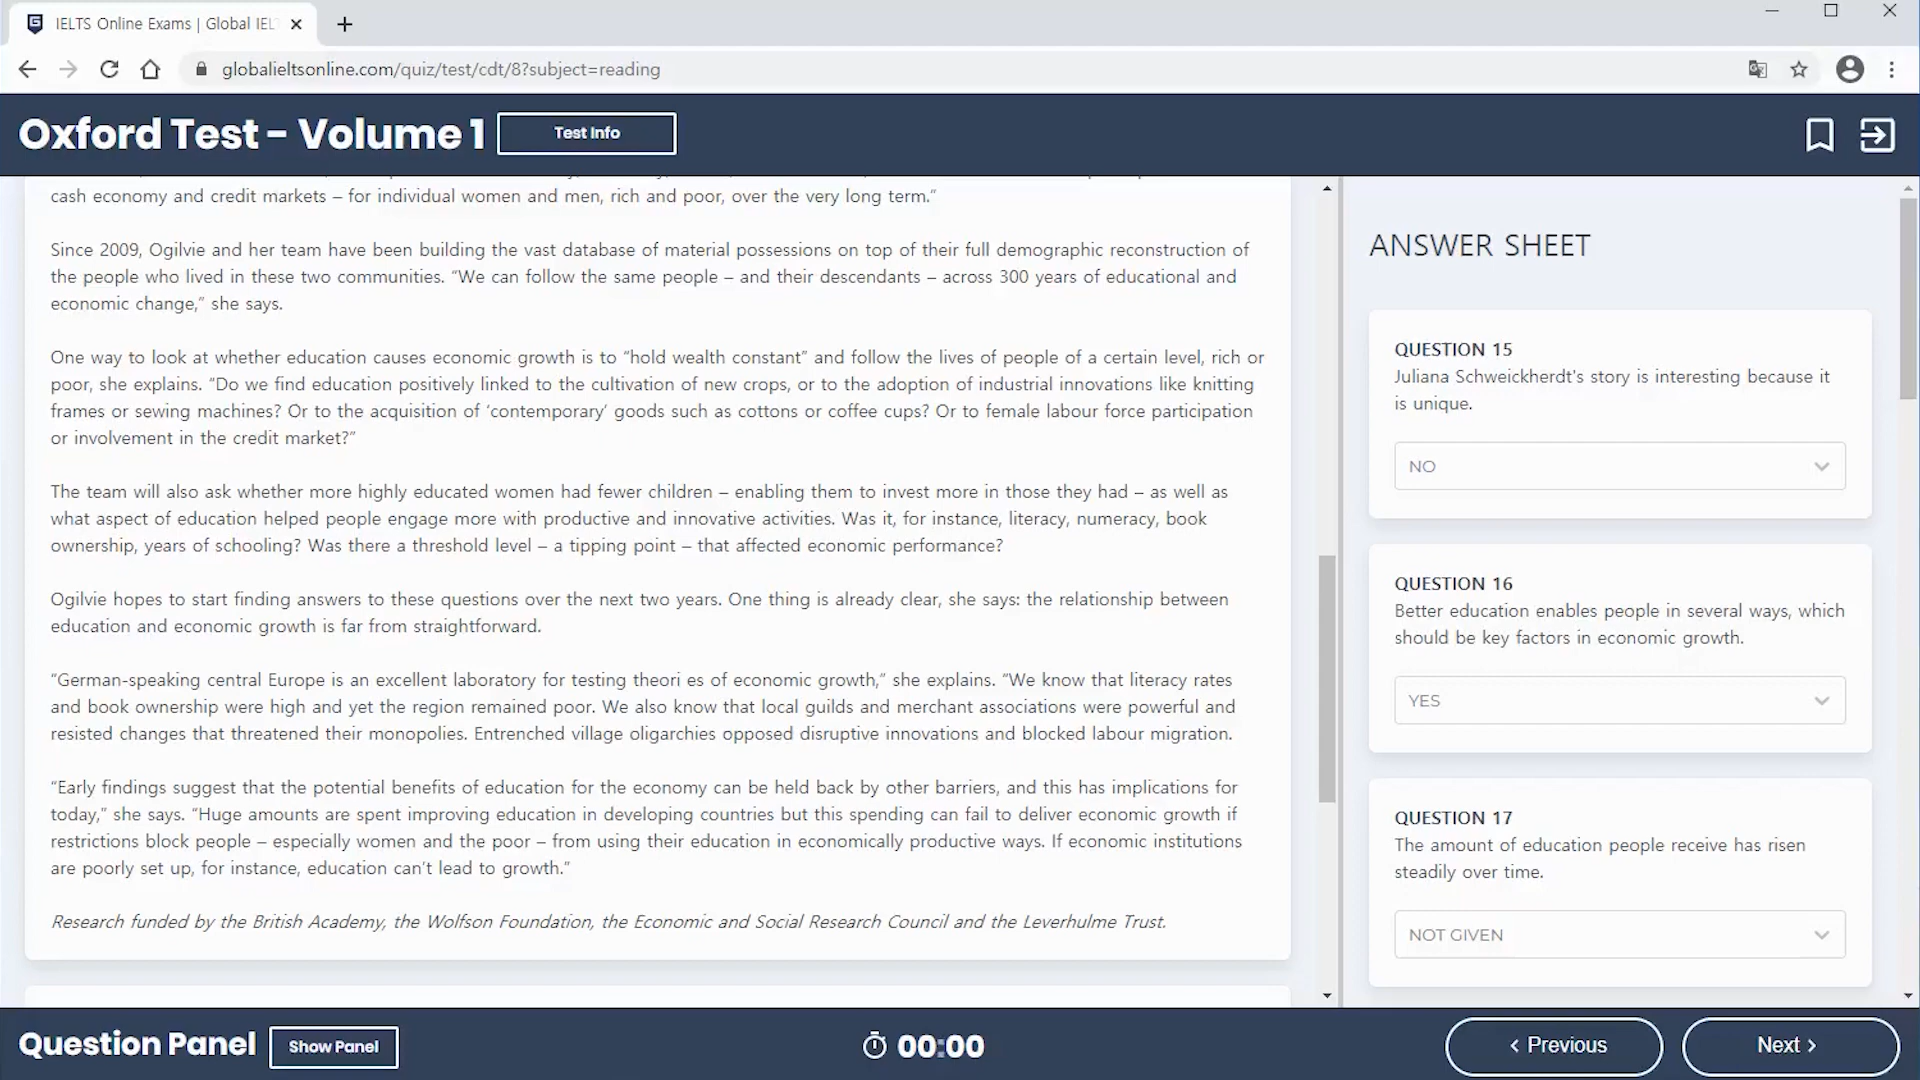 IELTS Online Exams | Global IEL
globalieltsonline.com/quiz/test/cdt/8?subject=reading
Oxford Test - Volume 1
Test Info
cash economy and credit markets – for individual women and men, rich and poor, over the very long term.”
Since 2009, Ogilvie and her team have been building the vast database of material possessions on top of their full demographic reconstruction of
the people who lived in these two communities. “We can follow the same people – and their descendants – across 300 years of educational and
economic change,” she says.
One way to look at whether education causes economic growth is to “hold wealth constant” and follow the lives of people of a certain level, rich or
poor, she explains. “Do we find education positively linked to the cultivation of new crops, or to the adoption of industrial innovations like knitting
frames or sewing machines? Or to the acquisition of ‘contemporary’ goods such as cottons or coffee cups? Or to female labour force participation
or involvement in the credit market?”
The team will also ask whether more highly educated women had fewer children – enabling them to invest more in those they had – as well as
what aspect of education helped people engage more with productive and innovative activities. Was it, for instance, literacy, numeracy, book
ownership, years of schooling? Was there a threshold level – a tipping point – that affected economic performance?
Ogilvie hopes to start finding answers to these questions over the next two years. One thing is already clear, she says: the relationship between
education and economic growth is far from straightforward.
“German-speaking central Europe is an excellent laboratory for testing theori es of economic growth,” she explains. “We know that literacy rates
and book ownership were high and yet the region remained poor. We also know that local guilds and merchant associations were powerful and
resisted changes that threatened their monopolies. Entrenched village oligarchies opposed disruptive innovations and blocked labour migration.
“Early findings suggest that the potential benefits of education for the economy can be held back by other barriers, and this has implications for
today,” she says. “Huge amounts are spent improving education in developing countries but this spending can fail to deliver economic growth if
restrictions block people – especially women and the poor – from using their education in economically productive ways. If economic institutions
are poorly set up, for instance, education can’t lead to growth.”
Research funded by the British Academy, the Wolfson Foundation, the Economic and Social Research Council and the Leverhulme Trust.
ANSWER SHEET
QUESTION 15
Juliana Schweickherdt's story is interesting because it
is unique.
NO
QUESTION 16
Better education enables people in several ways, which
should be key factors in economic growth.
YES
QUESTION 17
The amount of education people receive has risen
steadily over time.
NOT GIVEN
Question Panel
Show Panel
00:00
‹ Previous
Next ›